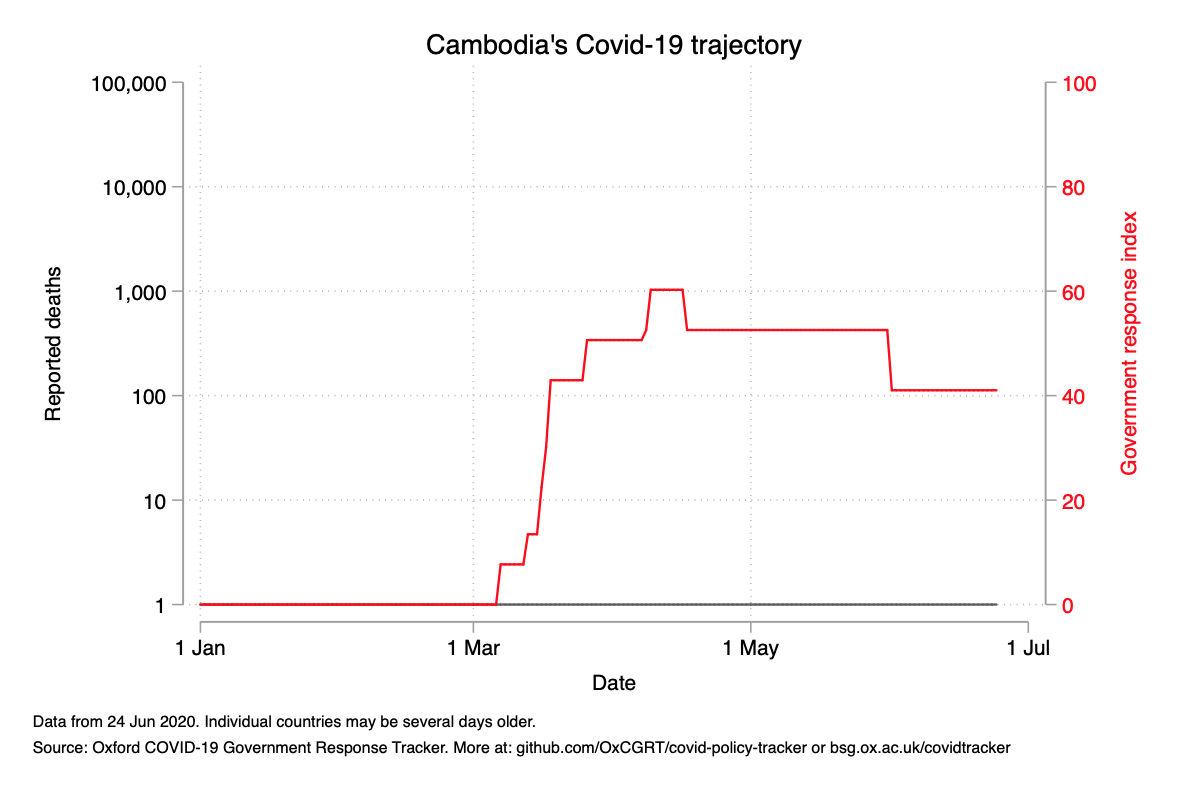 Cambodia's Covid-19 trajectory
100,000
10,000
1,000
100
10
1
Reported deaths
100
80
60
40
20
0
Government response index
1 Jan
1 Mar
1 May
1 Jul
Date
Data from 24 Jun 2020. Individual countries may be several days older.
Source: Oxford COVID-19 Government Response Tracker. More at: github.com/OxCGRT/covid-policy-tracker or bsg.ox.ac.uk/covidtracker